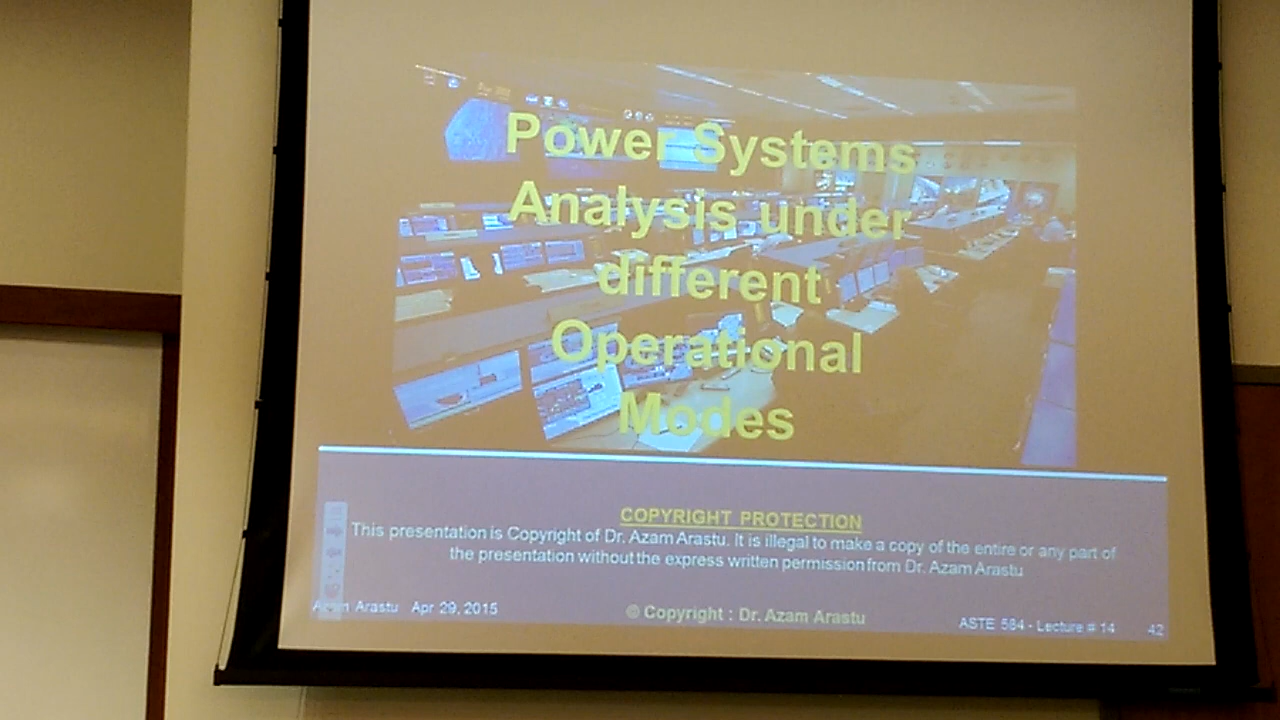 Power Systems
Analysis under
different
Operational
Modes
COPYRIGHT PROTECTION
This presentation is Copyright of Dr. Azam Arastu. It is illegal to make a copy of the entire or any part of
the presentation without the express written permission from Dr. Azam Arastu
Azam Arastu Apr 29, 2015
© Copyright : Dr. Azam Arastu
ASTE 584 - Lecture # 14 42